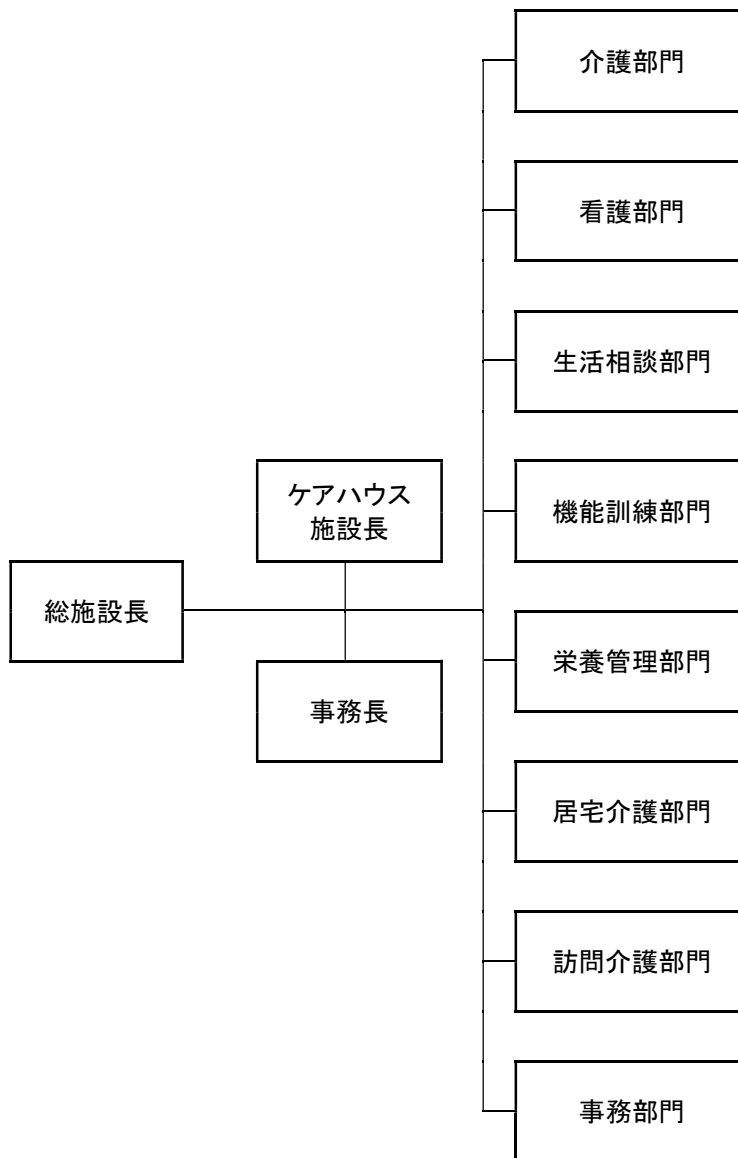 介護部門
看護部門
生活相談部門
ケアハウス
施設長
機能訓練部門
総施設長
事務長
栄養管理部門
居宅介護部門
訪問介護部門
事務部門